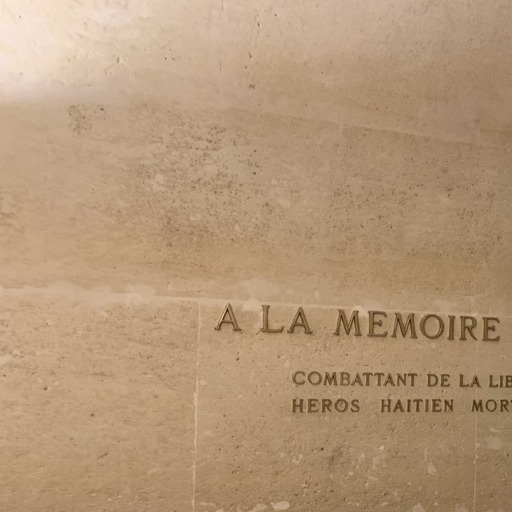 A LA MEMOIRE
COMBATTANT DE LA LIB
HEROS HAITIEN MORT